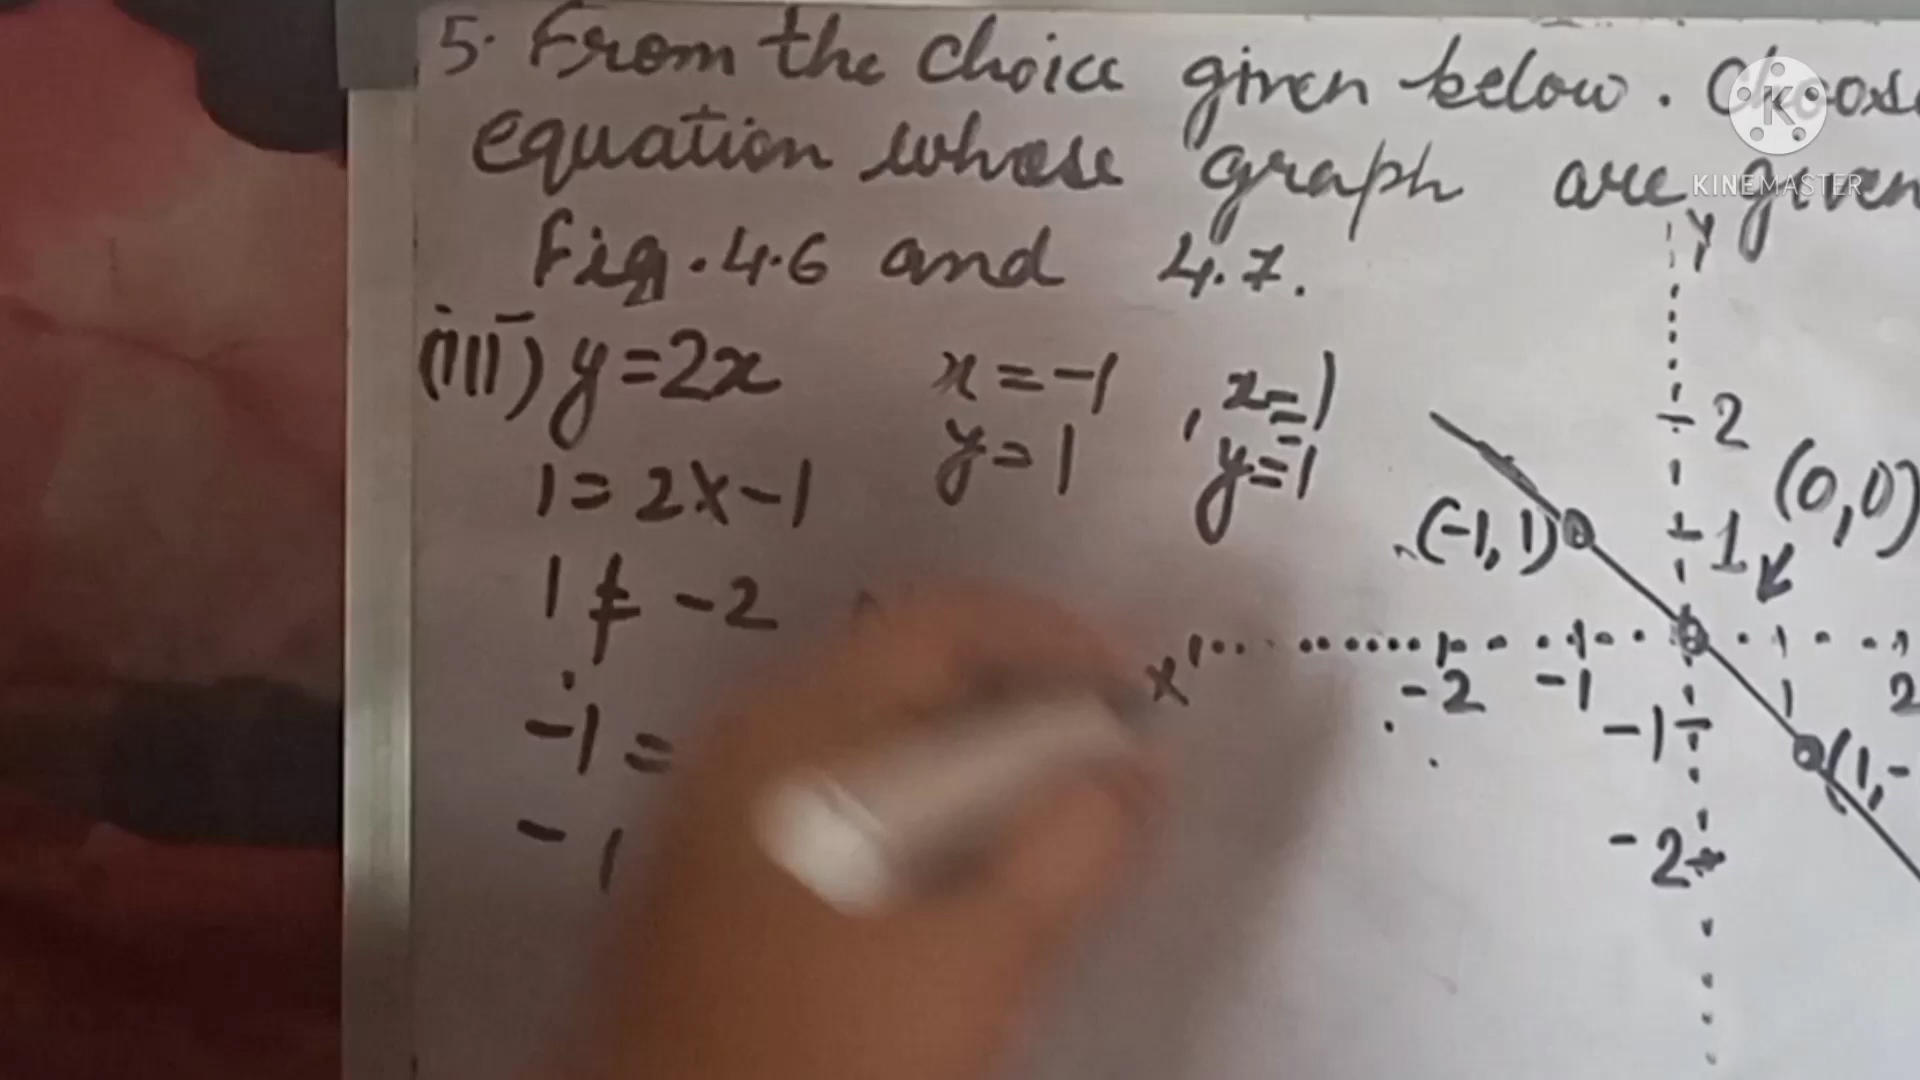 5. From the choice given below. Choose
equation whose graph are given
Fig. 4.6 and 4.7.
(iii) y=2x x=-1 , x=1
y=1 y=-1
1=2x-1
1≠-2
-1=
-1
y
2
(0,0)
(-1,1)
1
x'
-2 -1 1 2
-1
(1,-
-2
K
KINEMASTER